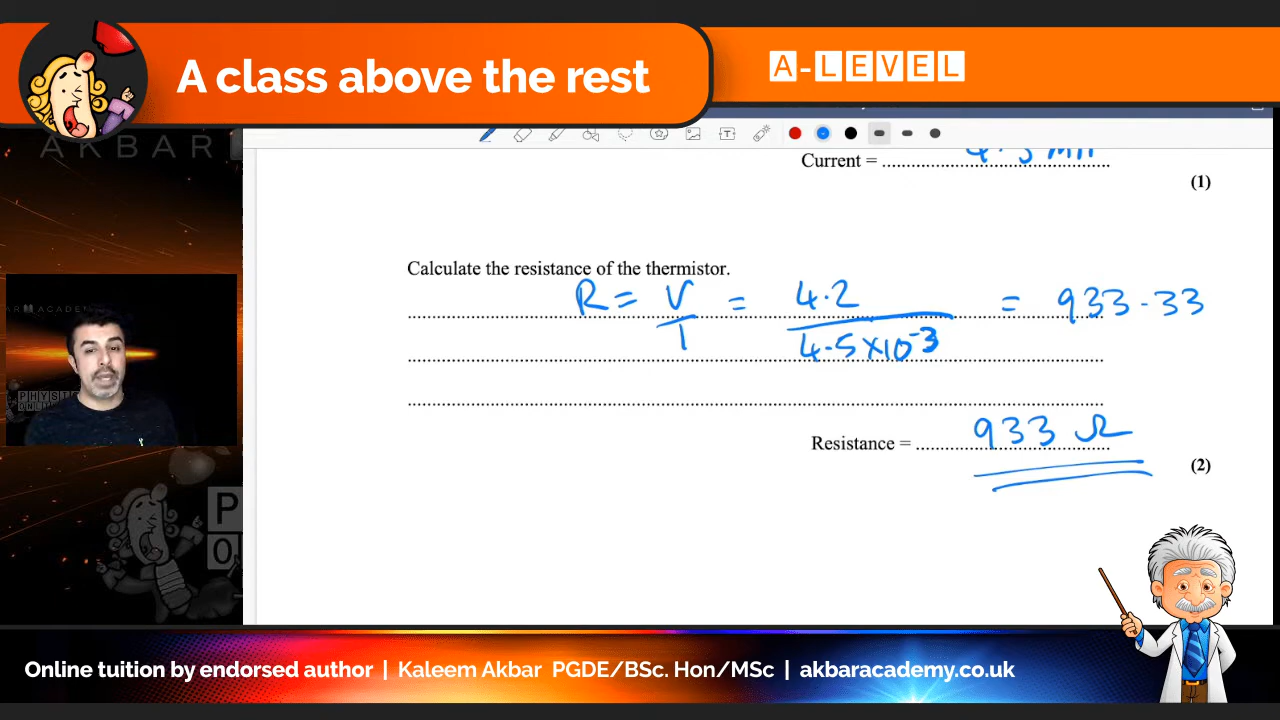 A class above the rest
A-LEVEL
AKBAR
Current = 4.5 mA
(1)
Calculate the resistance of the thermistor.
R = V/I = 4.2/4.5×10⁻³ = 933.33
Resistance = 933 Ω
(2)
Online tuition by endorsed author | Kaleem Akbar PGDE/BSc. Hon/MSc | akbaracademy.co.uk